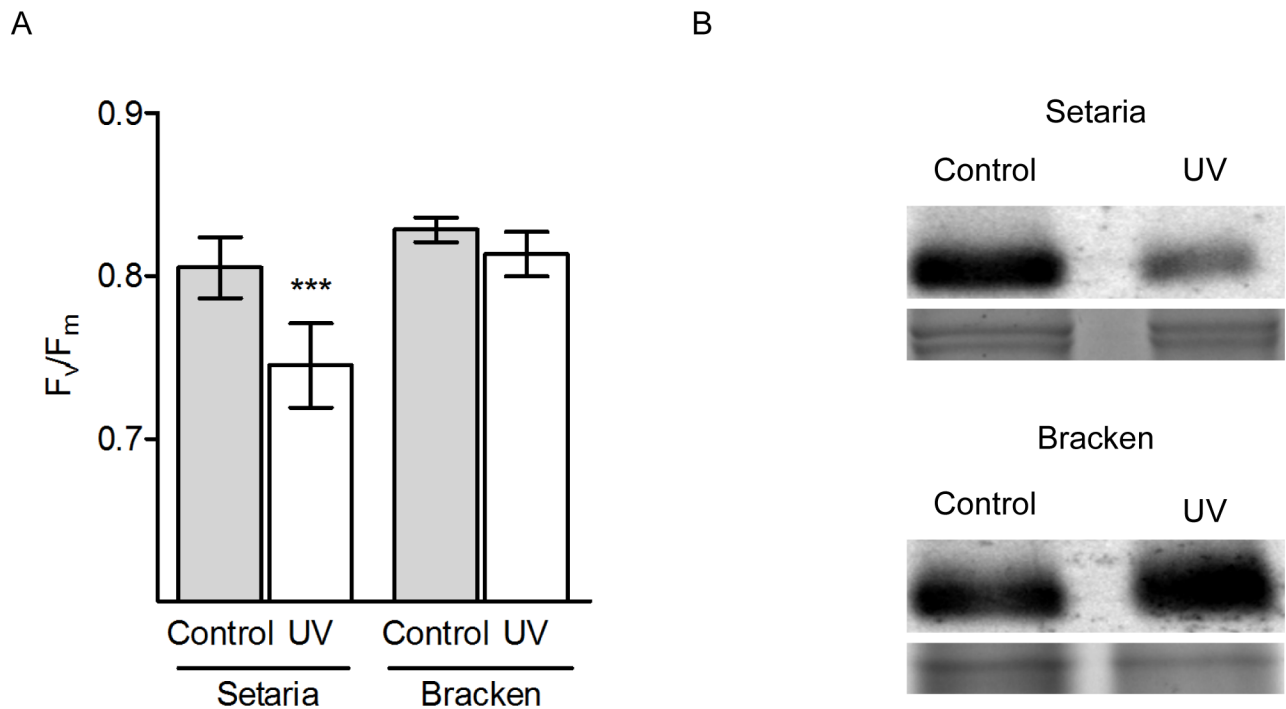 A
B
0.9
0.8
0.7
Fv/Fm
***
Control UV
Control UV
Setaria
Bracken
Setaria
Control UV
Bracken
Control UV